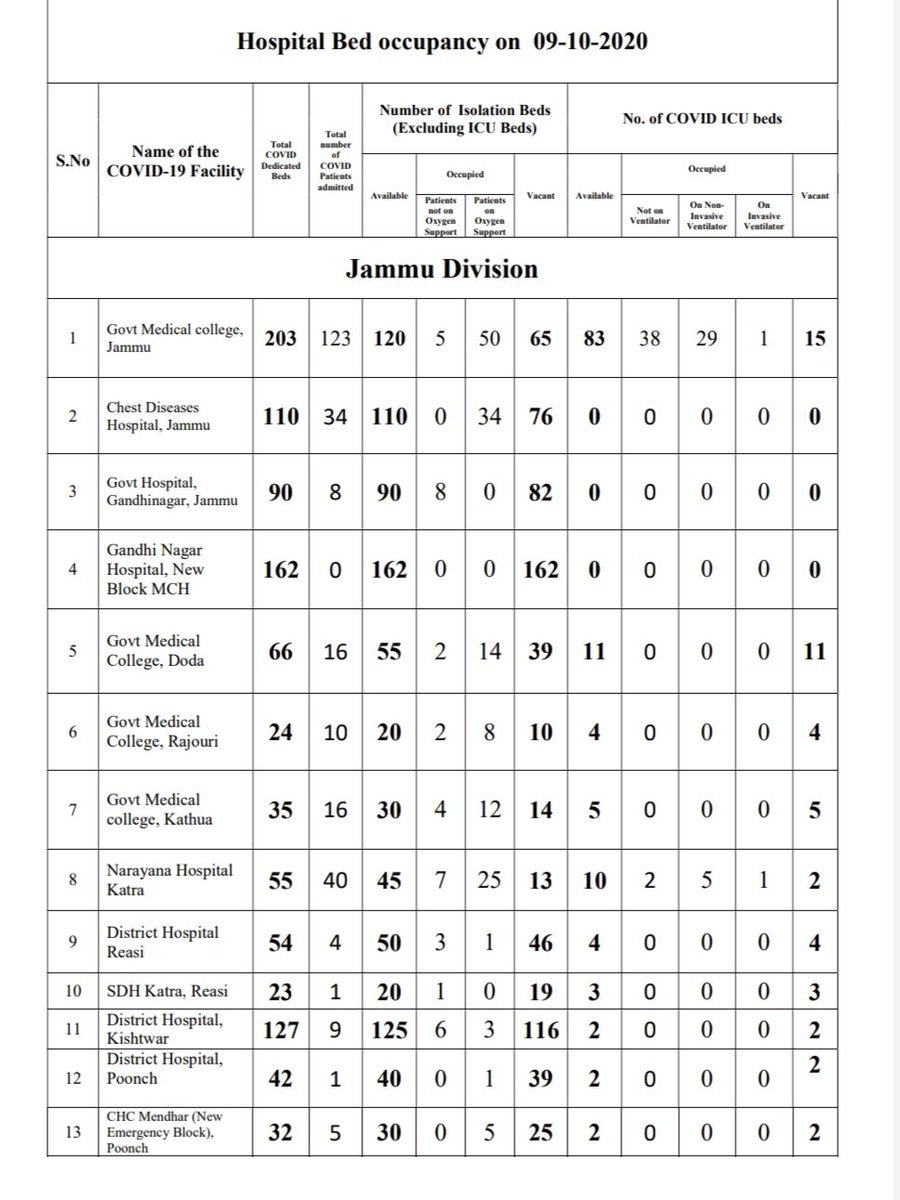 Hospital Bed occupancy on 09-10-2020
S.No
Name of the
COVID-19 Facility
Total
COVID
Dedicated
Beds
Total
number
of
COVID
Patients
admitted
Number of Isolation Beds
(Excluding ICU Beds)
No. of COVID ICU beds
Available
Occupied
Patients
not on
Oxygen
Support
Patients
on
Oxygen
Support
Vacant
Available
Occupied
Not on
Ventilator
On Non-
Invasive
Ventilator
On
Invasive
Ventilator
Vacant
Jammu Division
1 Govt Medical college,
Jammu 203 123 120 5 50 65 83 38 29 1 15
2 Chest Diseases
Hospital, Jammu 110 34 110 0 34 76 0 0 0 0 0
3 Govt Hospital,
Gandhinagar, Jammu 90 8 90 8 0 82 0 0 0 0 0
4 Gandhi Nagar
Hospital, New
Block MCH 162 0 162 0 0 162 0 0 0 0 0
5 Govt Medical
College, Doda 66 16 55 2 14 39 11 0 0 0 11
6 Govt Medical
College, Rajouri 24 10 20 2 8 10 4 0 0 0 4
7 Govt Medical
college, Kathua 35 16 30 4 12 14 5 0 0 0 5
8 Narayana Hospital
Katra 55 40 45 7 25 13 10 2 5 1 2
9 District Hospital
Reasi 54 4 50 3 1 46 4 0 0 0 4
10 SDH Katra, Reasi 23 1 20 1 0 19 3 0 0 0 3
11 District Hospital,
Kishtwar 127 9 125 6 3 116 2 0 0 0 2
12 District Hospital,
Poonch 42 1 40 0 1 39 2 0 0 0 2
13 CHC Mendhar (New
Emergency Block),
Poonch 32 5 30 0 5 25 2 0 0 0 2